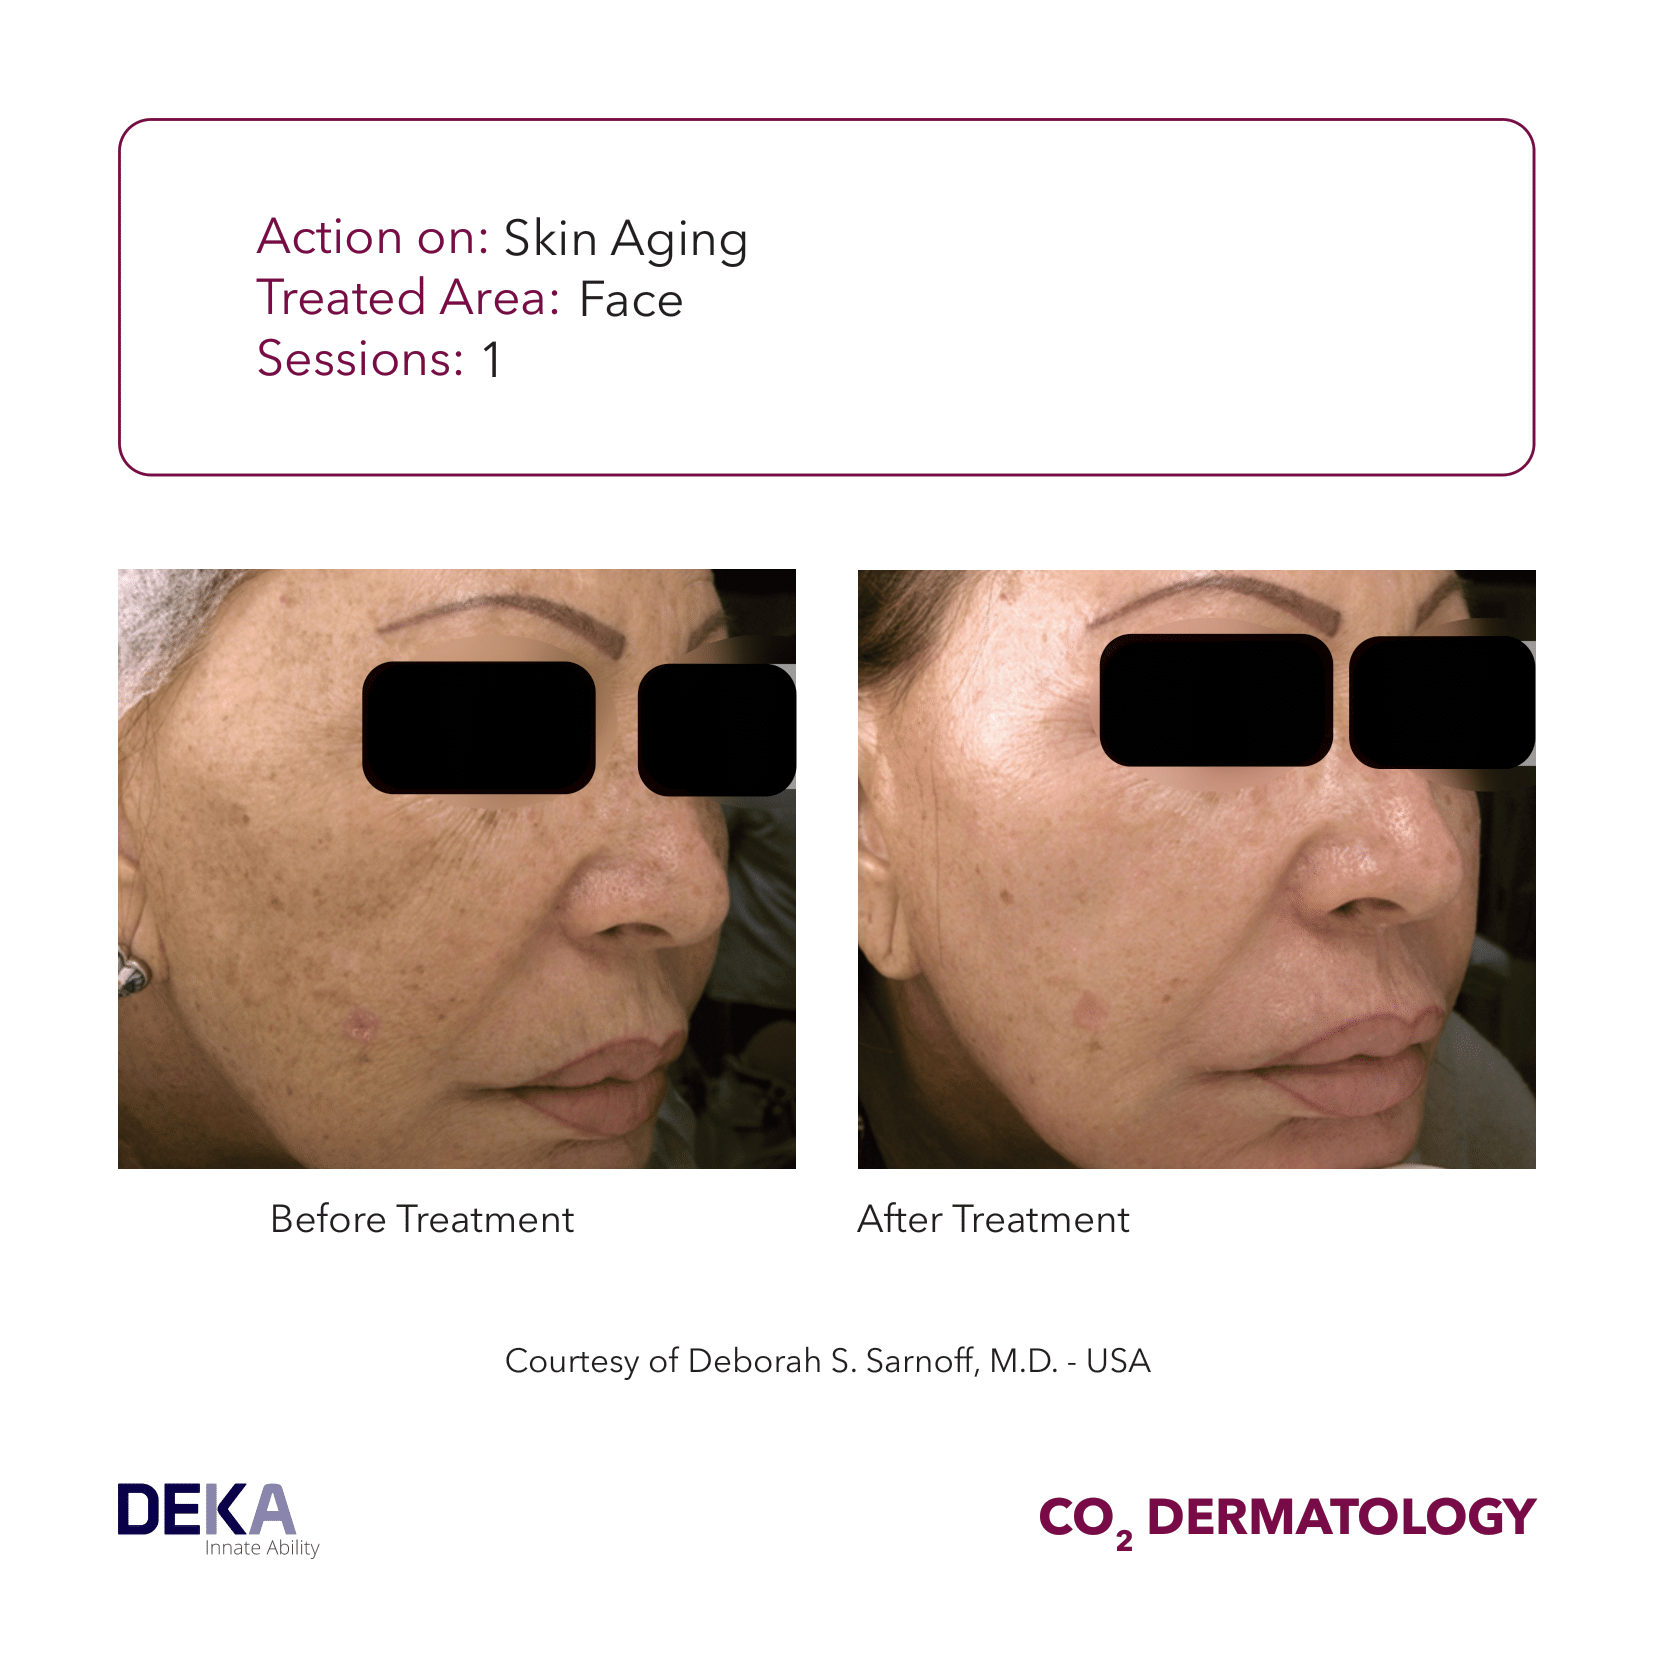 Action on: Skin Aging
Treated Area: Face
Sessions: 1
Before Treatment
After Treatment
Courtesy of Deborah S. Sarnoff, M.D. - USA
DEKA
Innate Ability
CO₂ DERMATOLOGY